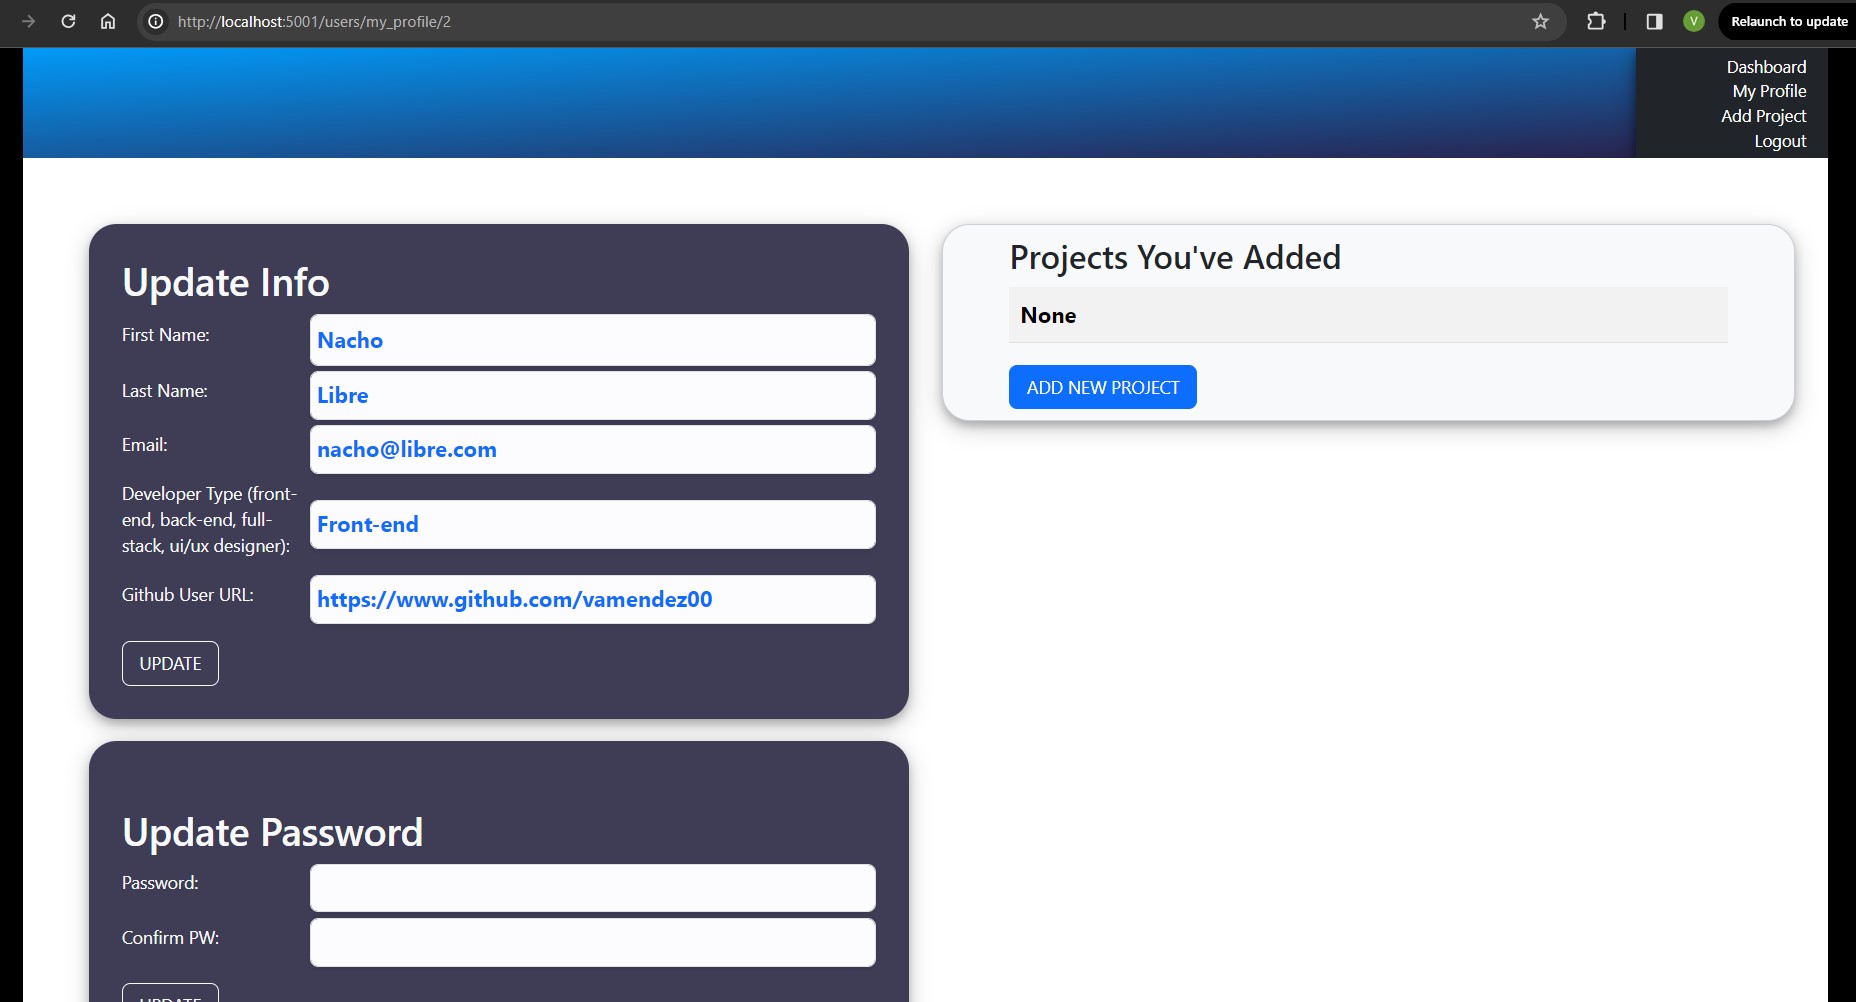 http://localhost:5001/users/my_profile/2
V
Relaunch to update
Dashboard
My Profile
Add Project
Logout
Update Info
First Name:
Nacho
Last Name:
Libre
Email:
nacho@libre.com
Developer Type (front-
end, back-end, full-
stack, ui/ux designer):
Front-end
Github User URL:
https://www.github.com/vamendez00
UPDATE
Projects You've Added
None
ADD NEW PROJECT
Update Password
Password:
Confirm PW:
UPDATE